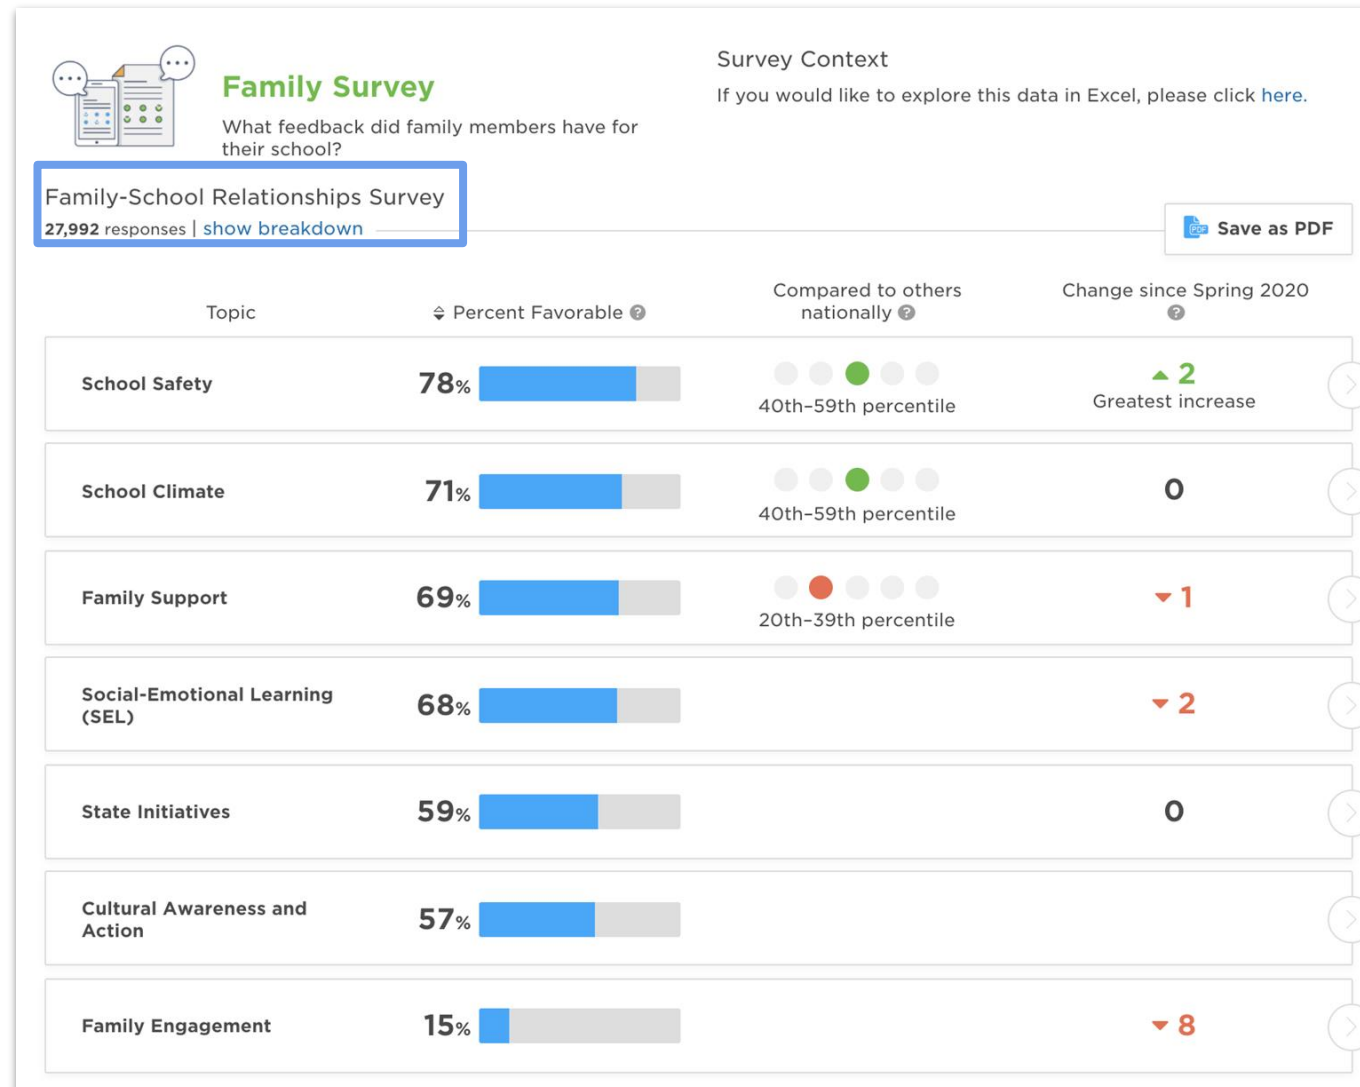 Family Survey
What feedback did family members have for
their school?
Survey Context
If you would like to explore this data in Excel, please click here.
Family-School Relationships Survey
27,992 responses | show breakdown
PDF
Save as PDF
Topic
Percent Favorable ?
Compared to others
nationally ?
Change since Spring 2020
?
School Safety
78%
40th–59th percentile
2
Greatest increase
School Climate
71%
40th–59th percentile
0
Family Support
69%
20th–39th percentile
1
Social-Emotional Learning
(SEL)
68%
2
State Initiatives
59%
0
Cultural Awareness and
Action
57%
Family Engagement
15%
8